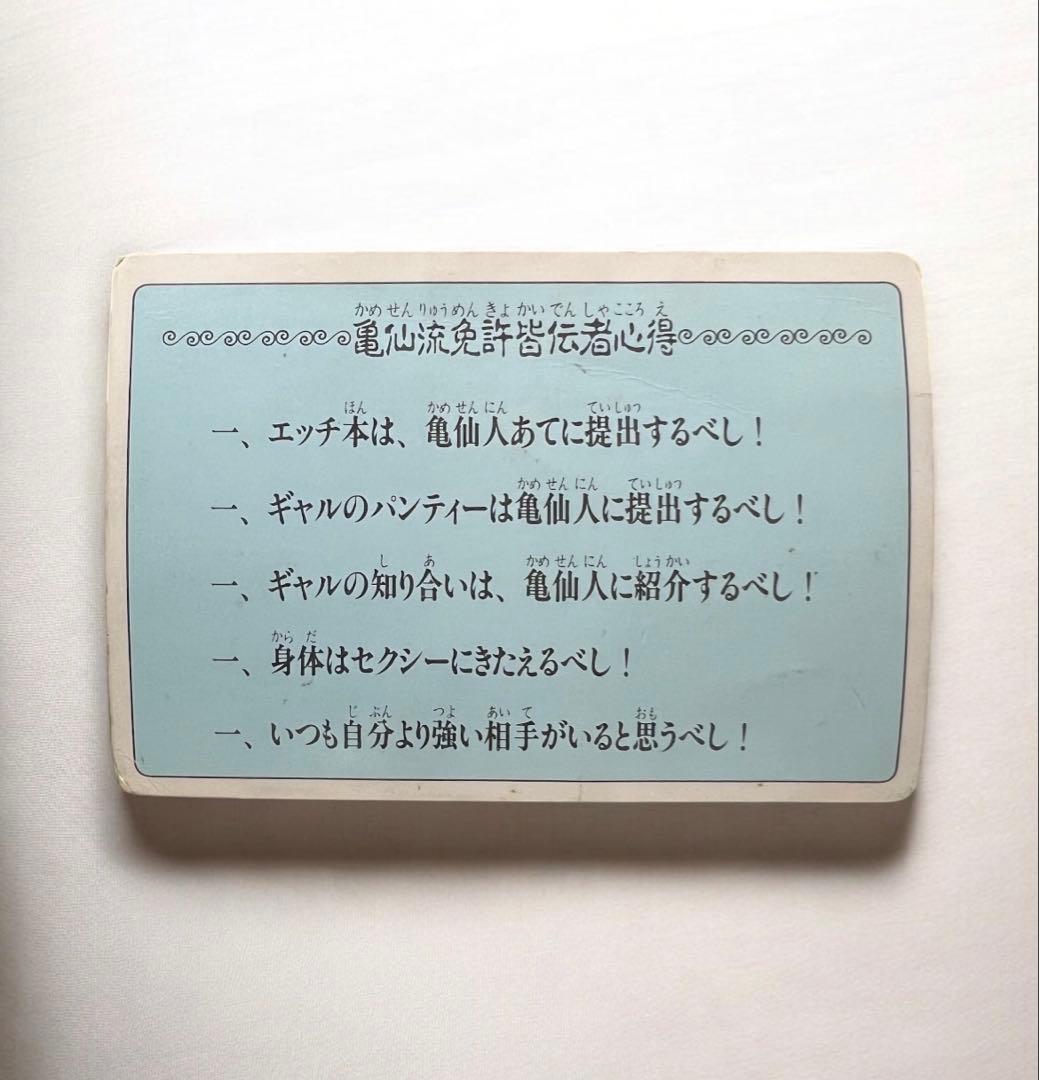 かめせんりゅうめんきょかいでんしゃこころえ
亀仙流免許皆伝者心得
ほん かめせんにん ていしゅつ
一、エッチ本は、亀仙人あてに提出するべし！
かめせんにん ていしゅつ
一、ギャルのパンティーは亀仙人に提出するべし！
し あ かめせんにん しょうかい
一、ギャルの知り合いは、亀仙人に紹介するべし！
からだ
一、身体はセクシーにきたえるべし！
じぶん つよ あいて おも
一、いつも自分より強い相手がいると思うべし！